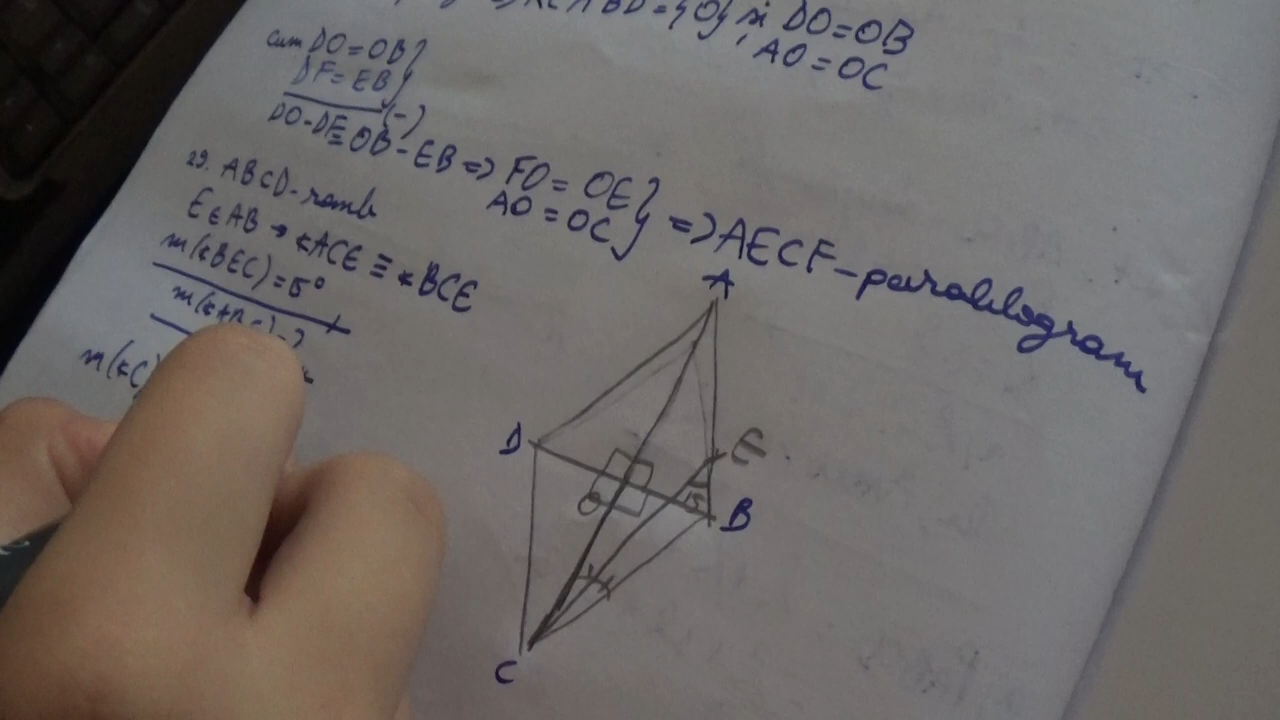 DO=OB
, AO=OC
cum DO=OB}
DF=EB}
(-)
DO-DF=OB-EB => FO=OE}
AO=OC} => AECF-paralelogram
29. ABCD-romb
E∈AB → ∢ACE ≡ ∢BCE
m(∢BEC)=5°
m(∢
A
D
E
O
B
C